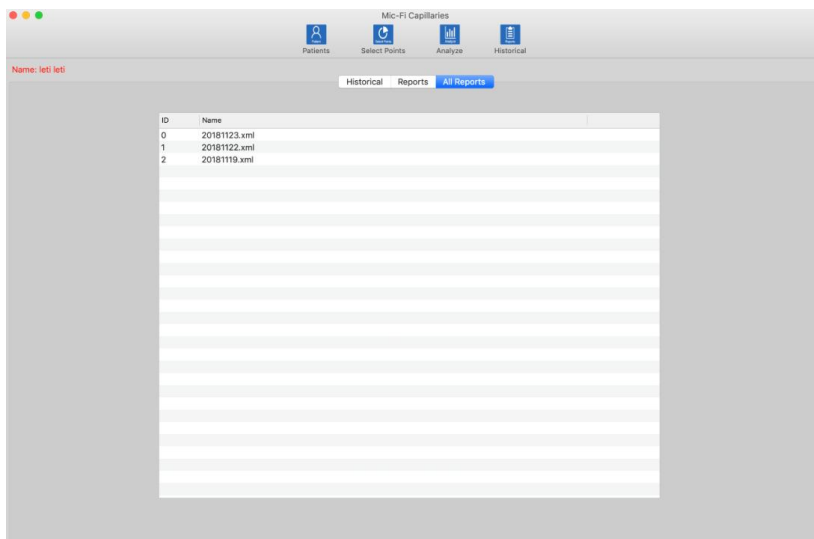 Mic-Fi Capillaries
Patients Select Points Analyze Historical
Name: leti leti
Historical Reports All Reports
ID Name
0 20181123.xml
1 20181122.xml
2 20181119.xml